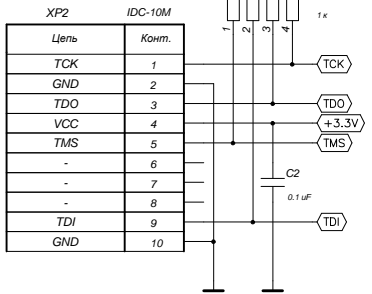 XP2 IDC-10M
1 2 3 4 1 к
Цепь Конт.
TCK 1 TCK
GND 2
TDO 3 TDO
VCC 4 +3.3V
TMS 5 TMS
- 6
- 7
- 8
C2
0.1 uF
TDI 9 TDI
GND 10